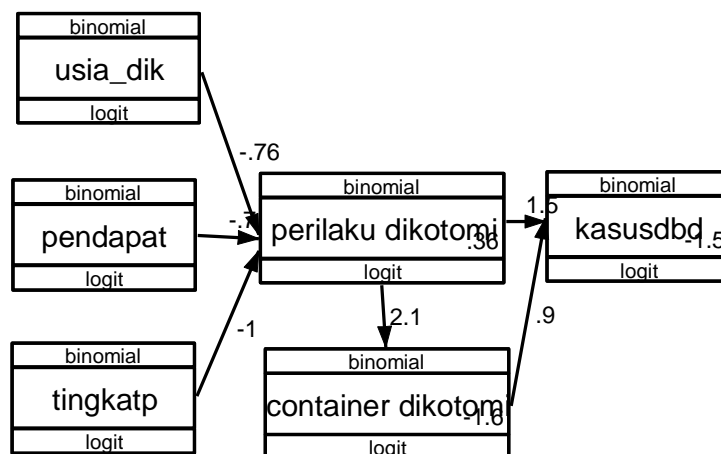 binomial
usia_dik
logit
-.76
binomial
pendapat
logit
binomial
perilaku dikotomi
.36
logit
1.5
binomial
kasusdbd
-1.5
logit
-1
2.1
.9
binomial
tingkatp
logit
binomial
container dikotomi
-1.6
logit